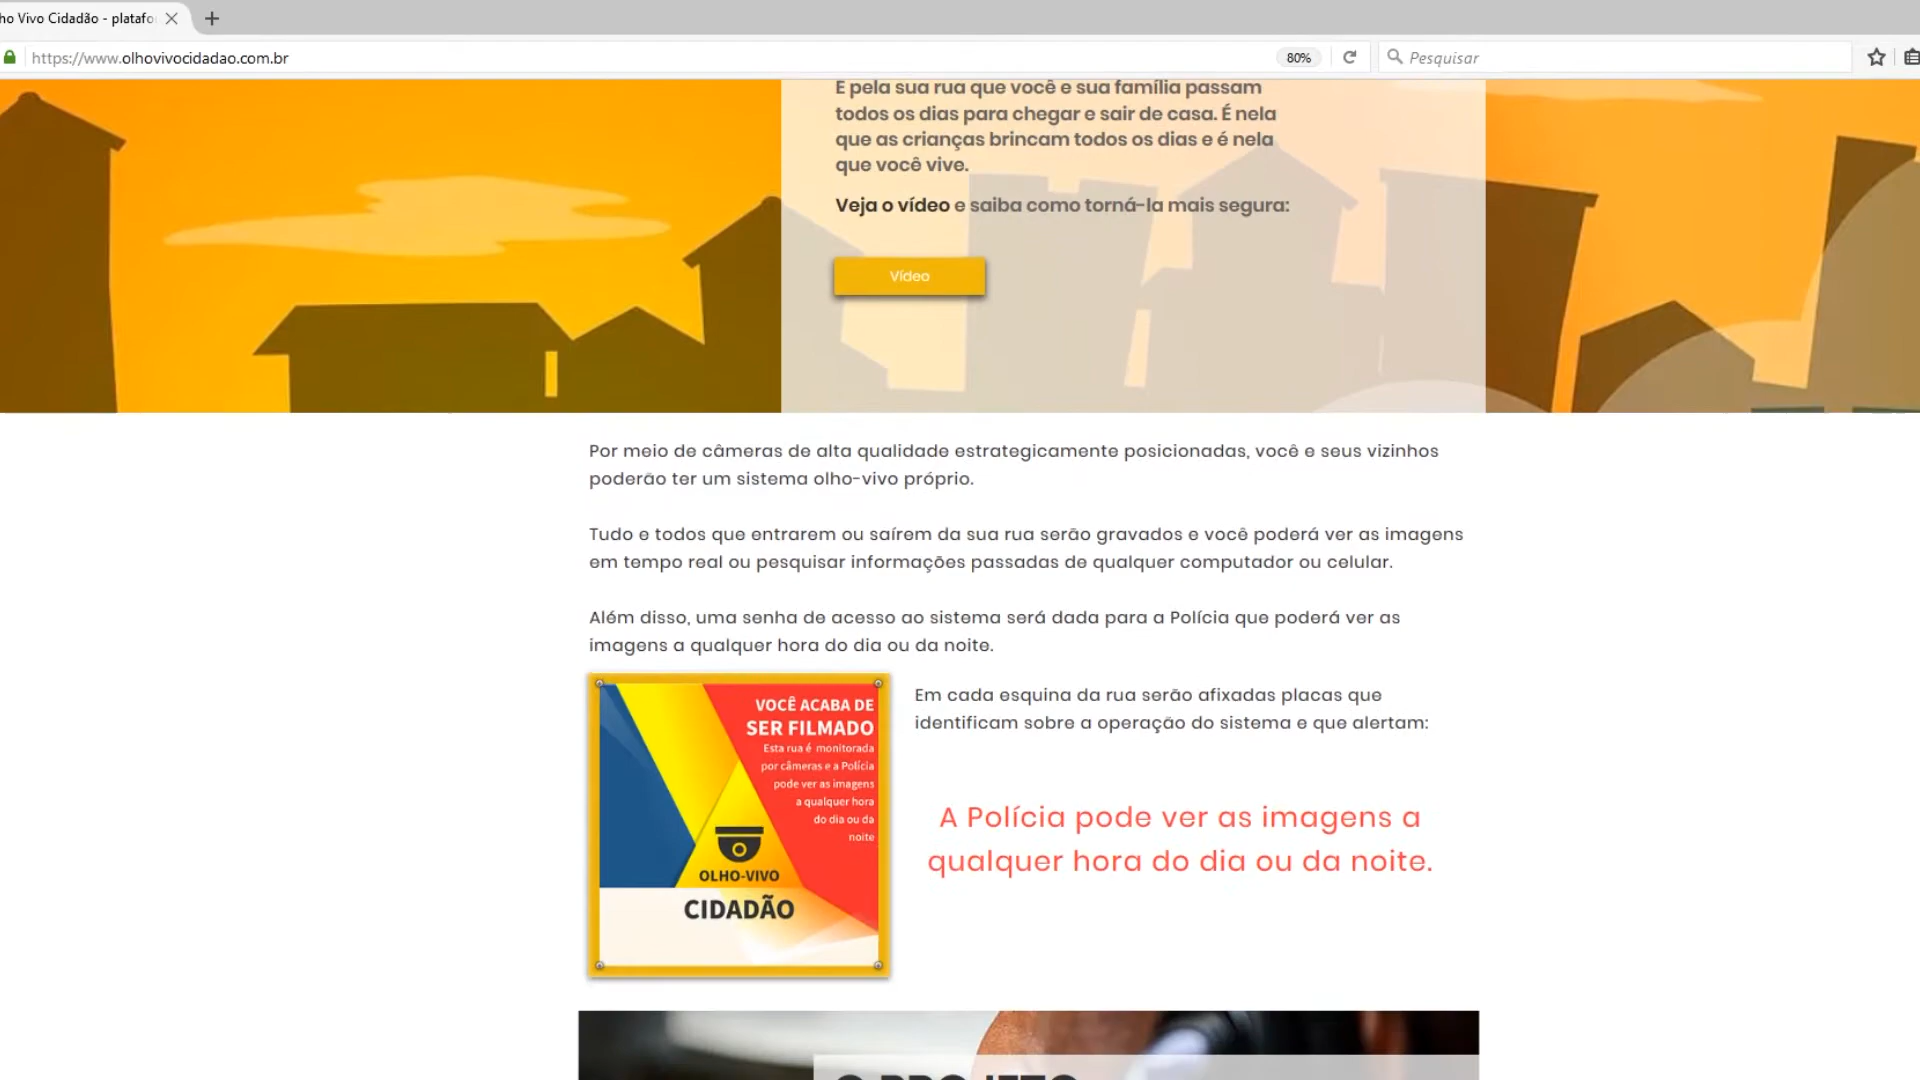 ho Vivo Cidadão - platafo
https://www.olhovivocidadao.com.br
80%
Pesquisar
É pela sua rua que você e sua família passam
todos os dias para chegar e sair de casa. É nela
que as crianças brincam todos os dias e é nela
que você vive.
Veja o vídeo e saiba como torná-la mais segura:
Vídeo
Por meio de câmeras de alta qualidade estrategicamente posicionadas, você e seus vizinhos
poderão ter um sistema olho-vivo próprio.
Tudo e todos que entrarem ou saírem da sua rua serão gravados e você poderá ver as imagens
em tempo real ou pesquisar informações passadas de qualquer computador ou celular.
Além disso, uma senha de acesso ao sistema será dada para a Polícia que poderá ver as
imagens a qualquer hora do dia ou da noite.
VOCÊ ACABA DE
SER FILMADO
Esta rua é monitorada
por câmeras e a Polícia
pode ver as imagens
a qualquer hora
do dia ou da
noite
OLHO-VIVO
CIDADÃO
Em cada esquina da rua serão afixadas placas que
identificam sobre a operação do sistema e que alertam:
A Polícia pode ver as imagens a
qualquer hora do dia ou da noite.
O PROJETO